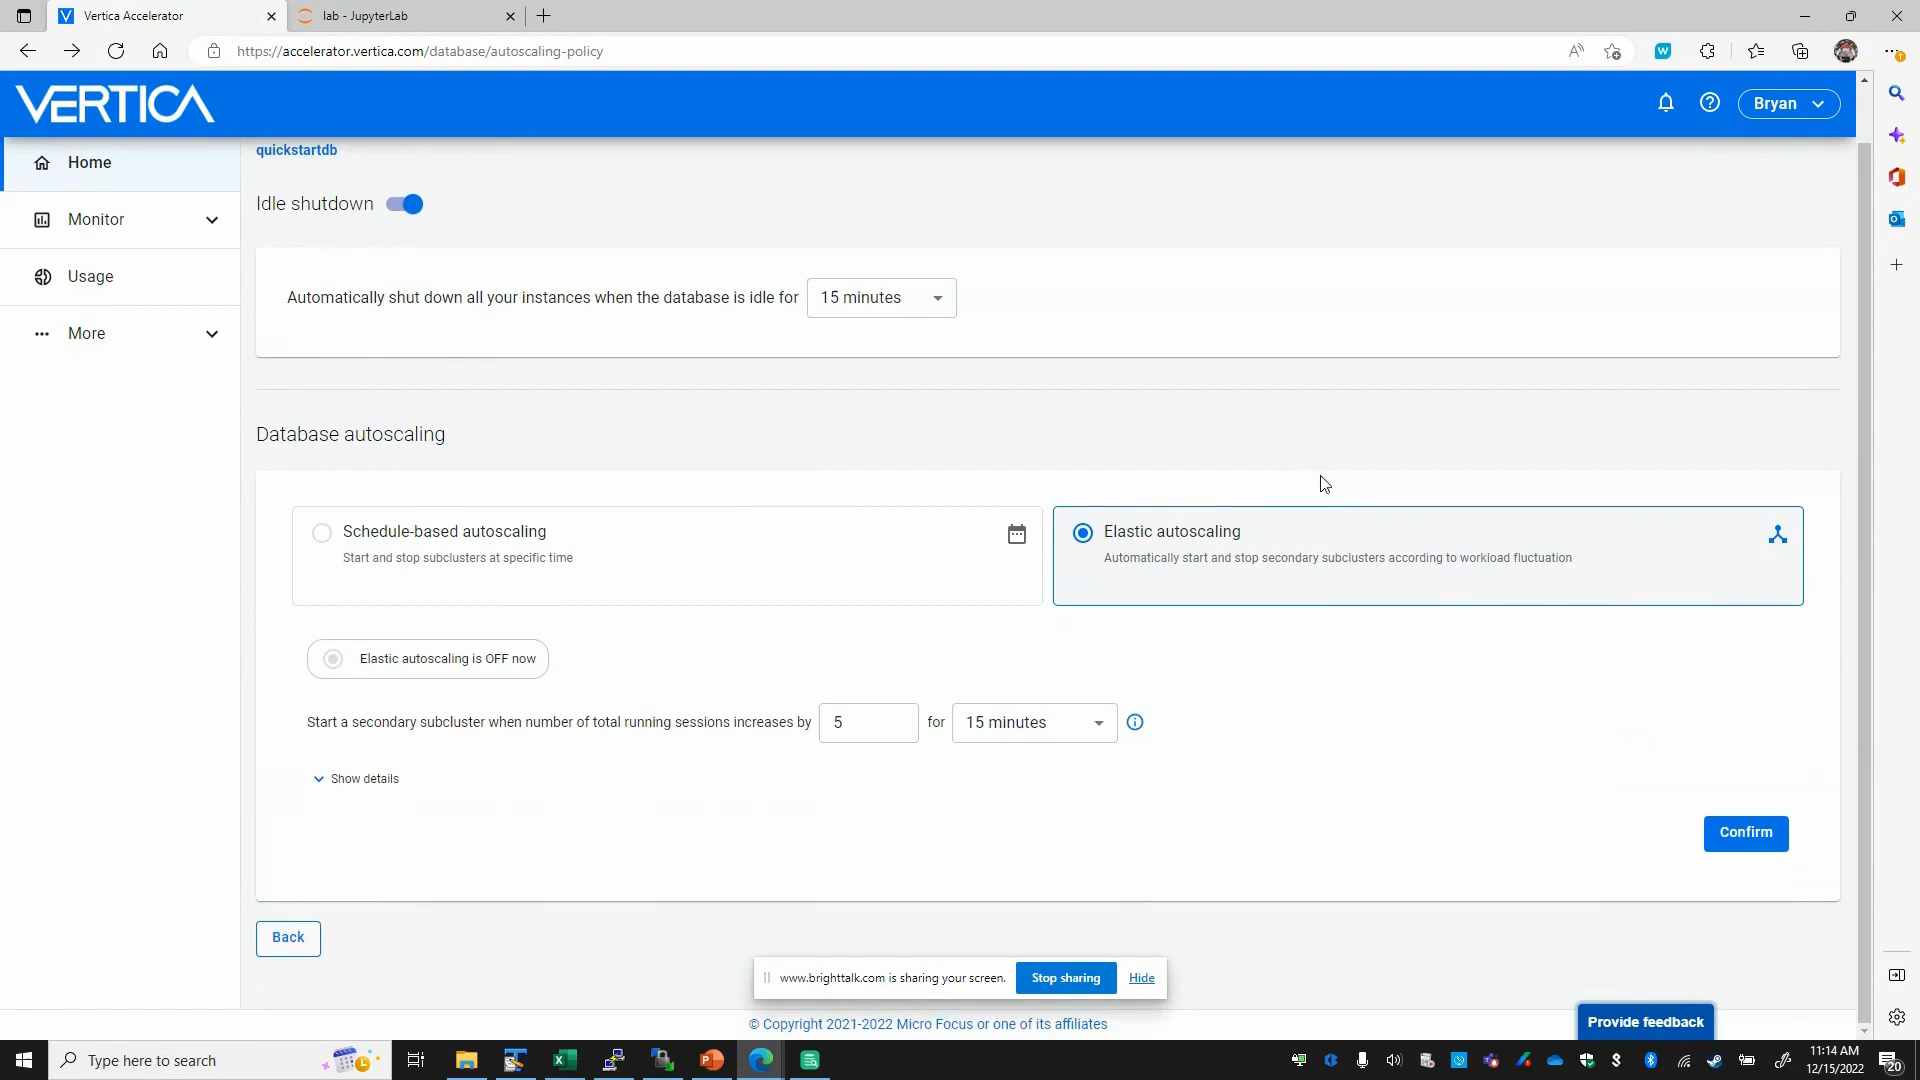 Vertica Accelerator
lab - JupyterLab
https://accelerator.vertica.com/database/autoscaling-policy
VERTICA
Bryan
Home
Monitor
Usage
More
quickstartdb
Idle shutdown
Automatically shut down all your instances when the database is idle for 15 minutes
Database autoscaling
Schedule-based autoscaling
Start and stop subclusters at specific time
Elastic autoscaling
Automatically start and stop secondary subclusters according to workload fluctuation
Elastic autoscaling is OFF now
Start a secondary subcluster when number of total running sessions increases by 5 for 15 minutes
Show details
Confirm
Back
www.brighttalk.com is sharing your screen. Stop sharing Hide
© Copyright 2021-2022 Micro Focus or one of its affiliates
Provide feedback
Type here to search
11:14 AM
12/15/2022
20